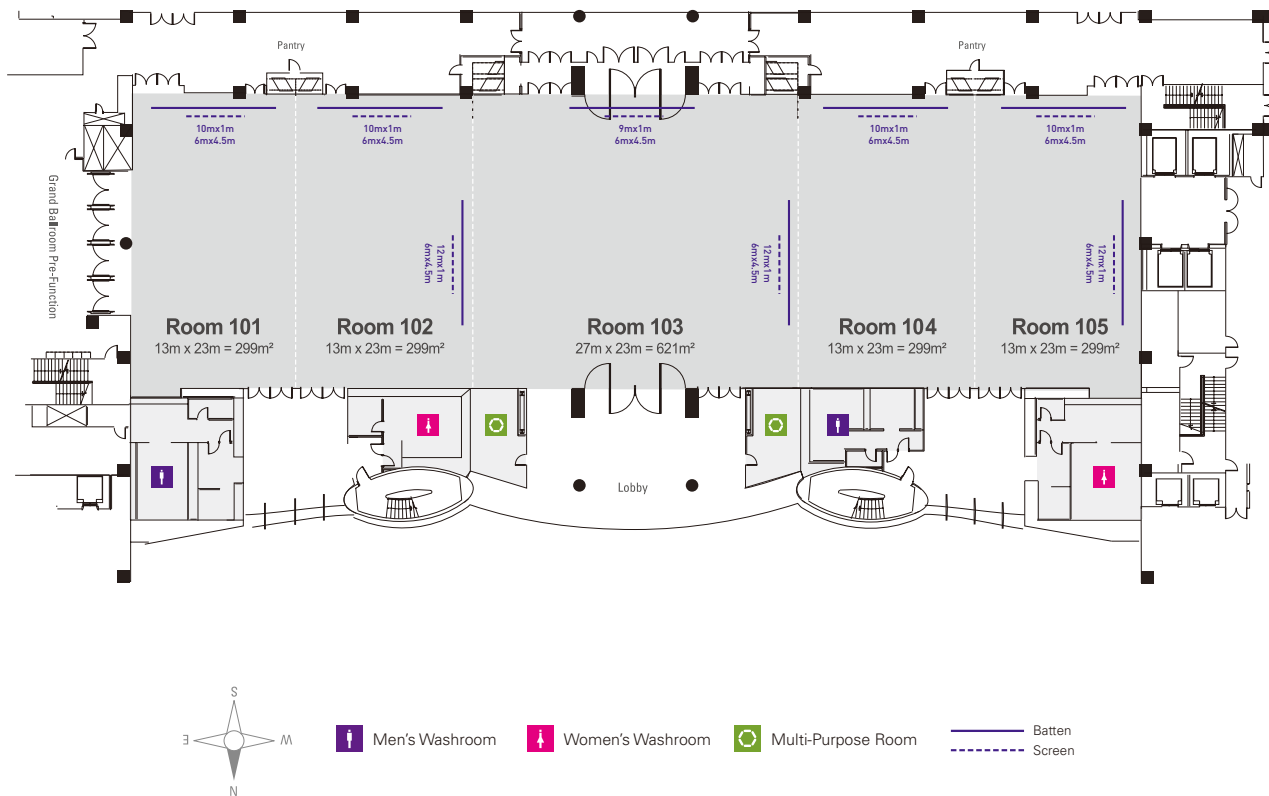 Pantry
Pantry
10mx1m
6mx4.5m
10mx1m
6mx4.5m
9mx1m
6mx4.5m
10mx1m
6mx4.5m
10mx1m
6mx4.5m
Grand Ballroom Pre-Function
12mx1m
6mx4.5m
12mx1m
6mx4.5m
12mx1m
6mx4.5m
Room 101
13m x 23m = 299m²
Room 102
13m x 23m = 299m²
Room 103
27m x 23m = 621m²
Room 104
13m x 23m = 299m²
Room 105
13m x 23m = 299m²
Lobby
S
E
W
N
Men's Washroom
Women's Washroom
Multi-Purpose Room
Batten
Screen